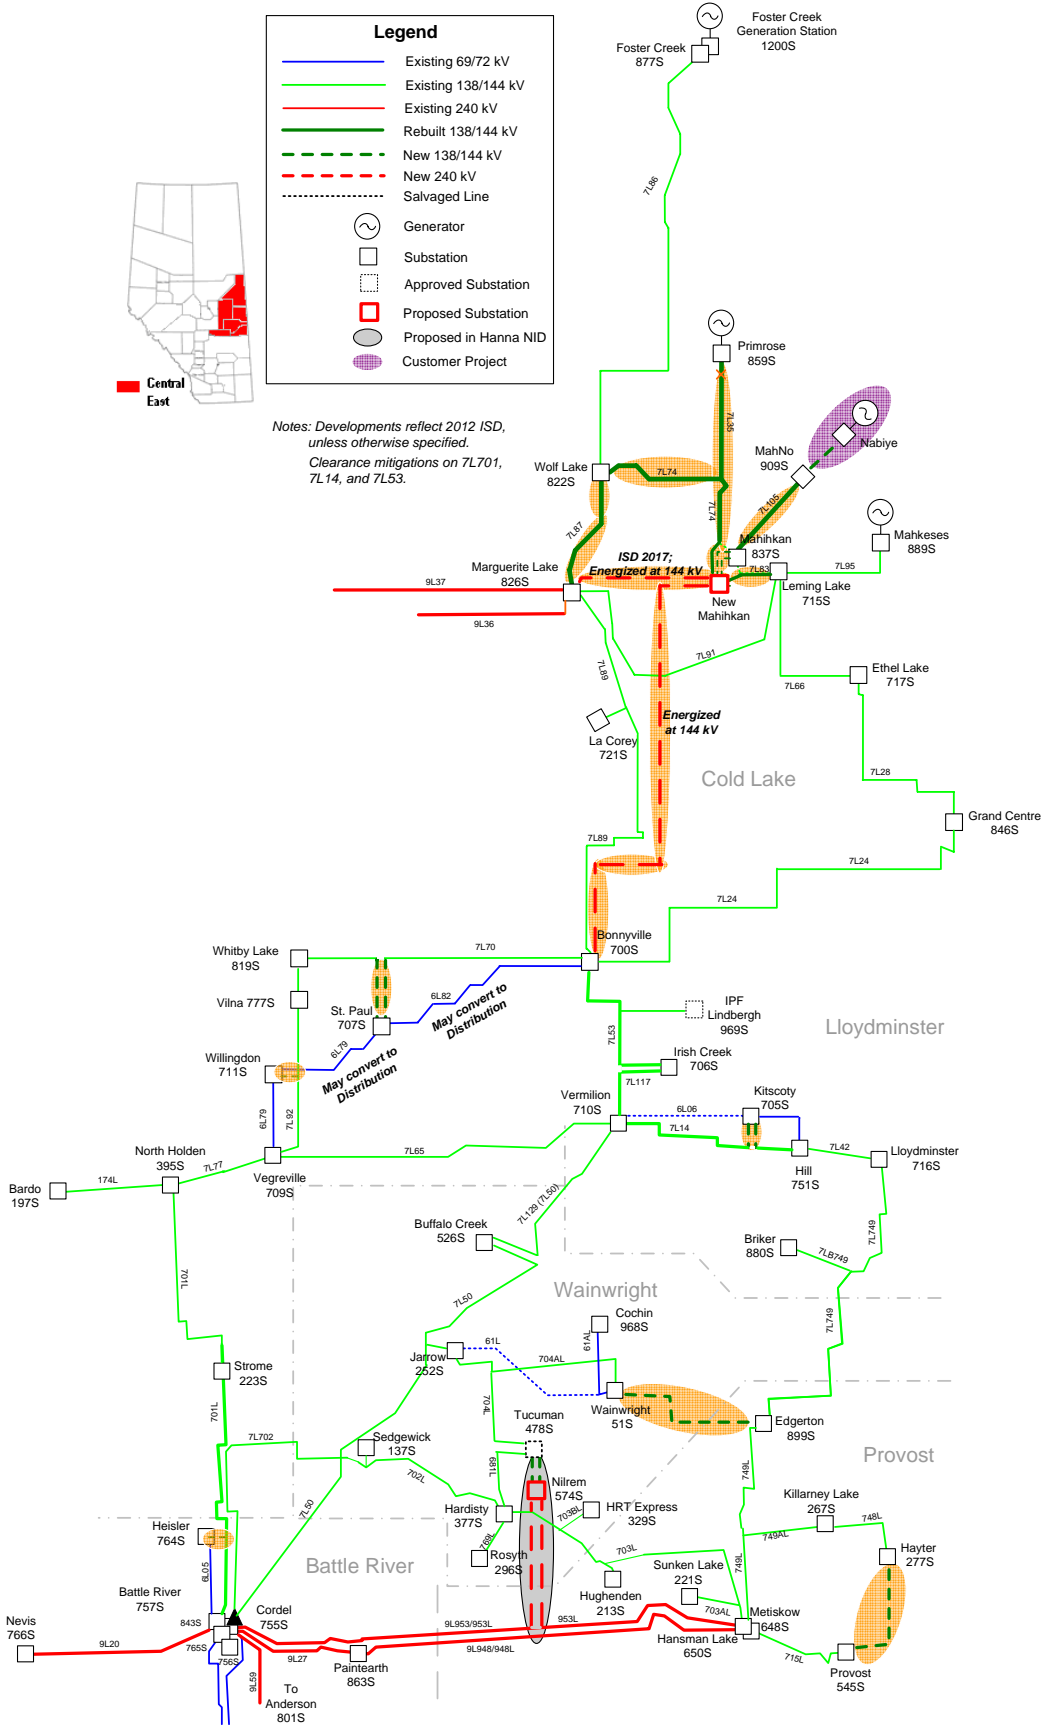 Legend
Existing 69/72 kV
Existing 138/144 kV
Existing 240 kV
Rebuilt 138/144 kV
New 138/144 kV
New 240 kV
Salvaged Line
Generator
Substation
Approved Substation
Proposed Substation
Proposed in Hanna NID
Customer Project
Central
East
Notes: Developments reflect 2012 ISD,
unless otherwise specified.
Clearance mitigations on 7L701,
7L14, and 7L53.
Foster Creek
Generation Station
1200S
Foster Creek
877S
7L86
Primrose
859S
7L35
Nabiye
MahNo
909S
Wolf Lake
822S
7L74
7L74
7L105
7L87
Mahihkan
837S
Mahkeses
889S
7L95
7L83
Leming Lake
715S
ISD 2017;
Energized at 144 kV
Marguerite Lake
826S
9L37
9L36
New
Mahihkan
7L91
7L89
7L66
Ethel Lake
717S
La Corey
721S
Energized
at 144 kV
Cold Lake
7L28
Grand Centre
846S
7L89
7L24
7L24
Bonnyville
700S
7L70
Whitby Lake
819S
Vilna 777S
St. Paul
707S
6L82
May convert to
Distribution
6L79
May convert to
Distribution
Willingdon
711S
6L79
7L92
IPF
Lindbergh
969S
Lloydminster
7L53
Irish Creek
706S
7L117
Vermilion
710S
6L06
Kitscoty
705S
7L14
7L42
Hill
751S
Lloydminster
716S
North Holden
395S
7L77
Vegreville
709S
7L65
Bardo
197S
174L
7L129 (7L50)
Buffalo Creek
526S
Briker
880S
7LB749
7L749
701L
7L50
Wainwright
Cochin
968S
7L749
61AL
61L
Jarrow
252S
704AL
Strome
223S
704L
Wainwright
51S
Edgerton
899S
7L701
Tucuman
478S
7L702
Sedgewick
137S
702L
681L
749L
Provost
Nilrem
574S
Killarney Lake
267S
748L
749AL
Hardisty
377S
HRT Express
329S
703BL
7L50
Heisler
764S
769L
Rosyth
296S
703L
749L
Hayter
277S
Battle River
6L05
Sunken Lake
221S
Hughenden
213S
703AL
Battle River
757S
Cordel
755S
843S
765S
756S
Nevis
766S
9L20
9L953/953L
953L
9L948/948L
9L27
Metiskow
648S
Hansman Lake
650S
715L
Provost
545S
Paintearth
863S
9L59
To
Anderson
801S